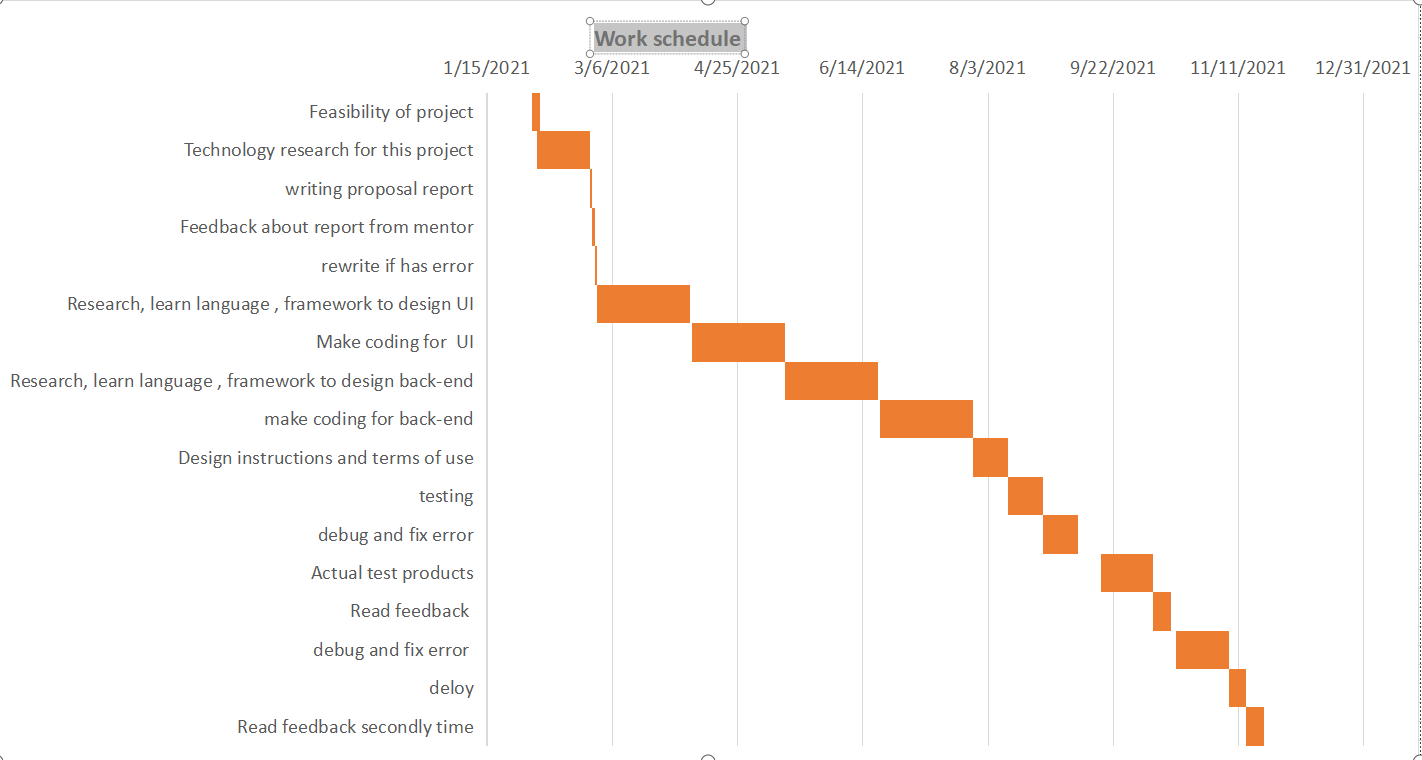 Work schedule
1/15/2021 3/6/2021 4/25/2021 6/14/2021 8/3/2021 9/22/2021 11/11/2021 12/31/2021
Feasibility of project
Technology research for this project
writing proposal report
Feedback about report from mentor
rewrite if has error
Research, learn language , framework to design UI
Make coding for  UI
Research, learn language , framework to design back-end
make coding for back-end
Design instructions and terms of use
testing
debug and fix error
Actual test products
Read feedback
debug and fix error
deloy
Read feedback secondly time